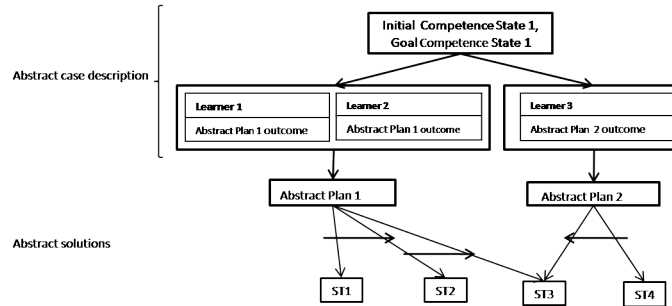 Initial Competence State 1,
Goal Competence State 1
Abstract case description
Learner 1
Abstract Plan 1 outcome
Learner 2
Abstract Plan 1 outcome
Learner 3
Abstract Plan 2 outcome
Abstract Plan 1
Abstract Plan 2
Abstract solutions
ST1
ST2
ST3
ST4